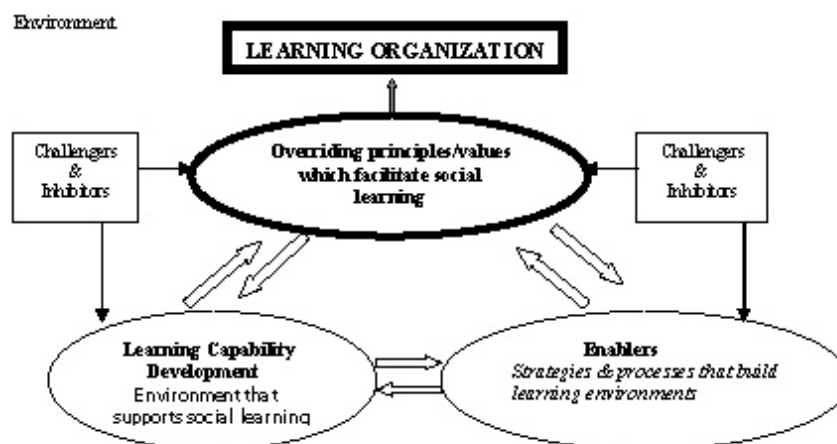 Environment
LEARNING ORGANIZATION
Challengers
&
Inhibitors
Overriding principles/values
which facilitate social
learning
Challengers
&
Inhibitors
Learning Capability
Development
Environment that
supports social learning
Enablers
Strategies & processes that build
learning environments